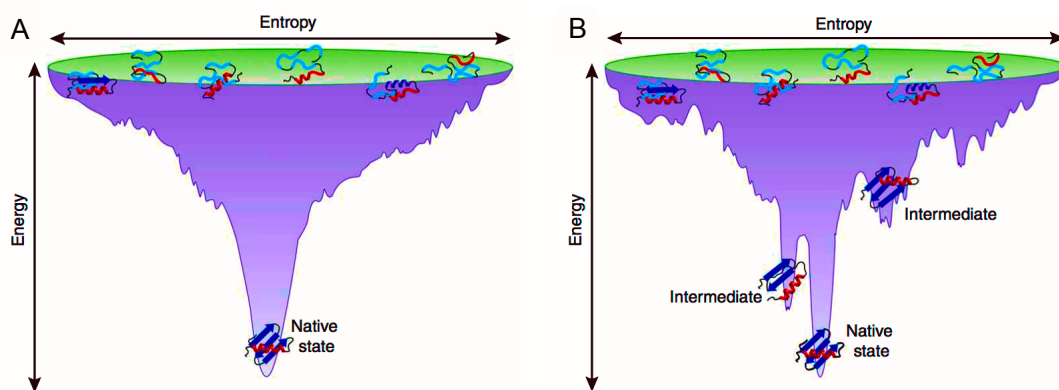 A
Entropy
Energy
Native
state
B
Entropy
Energy
Intermediate
Intermediate
Native
state